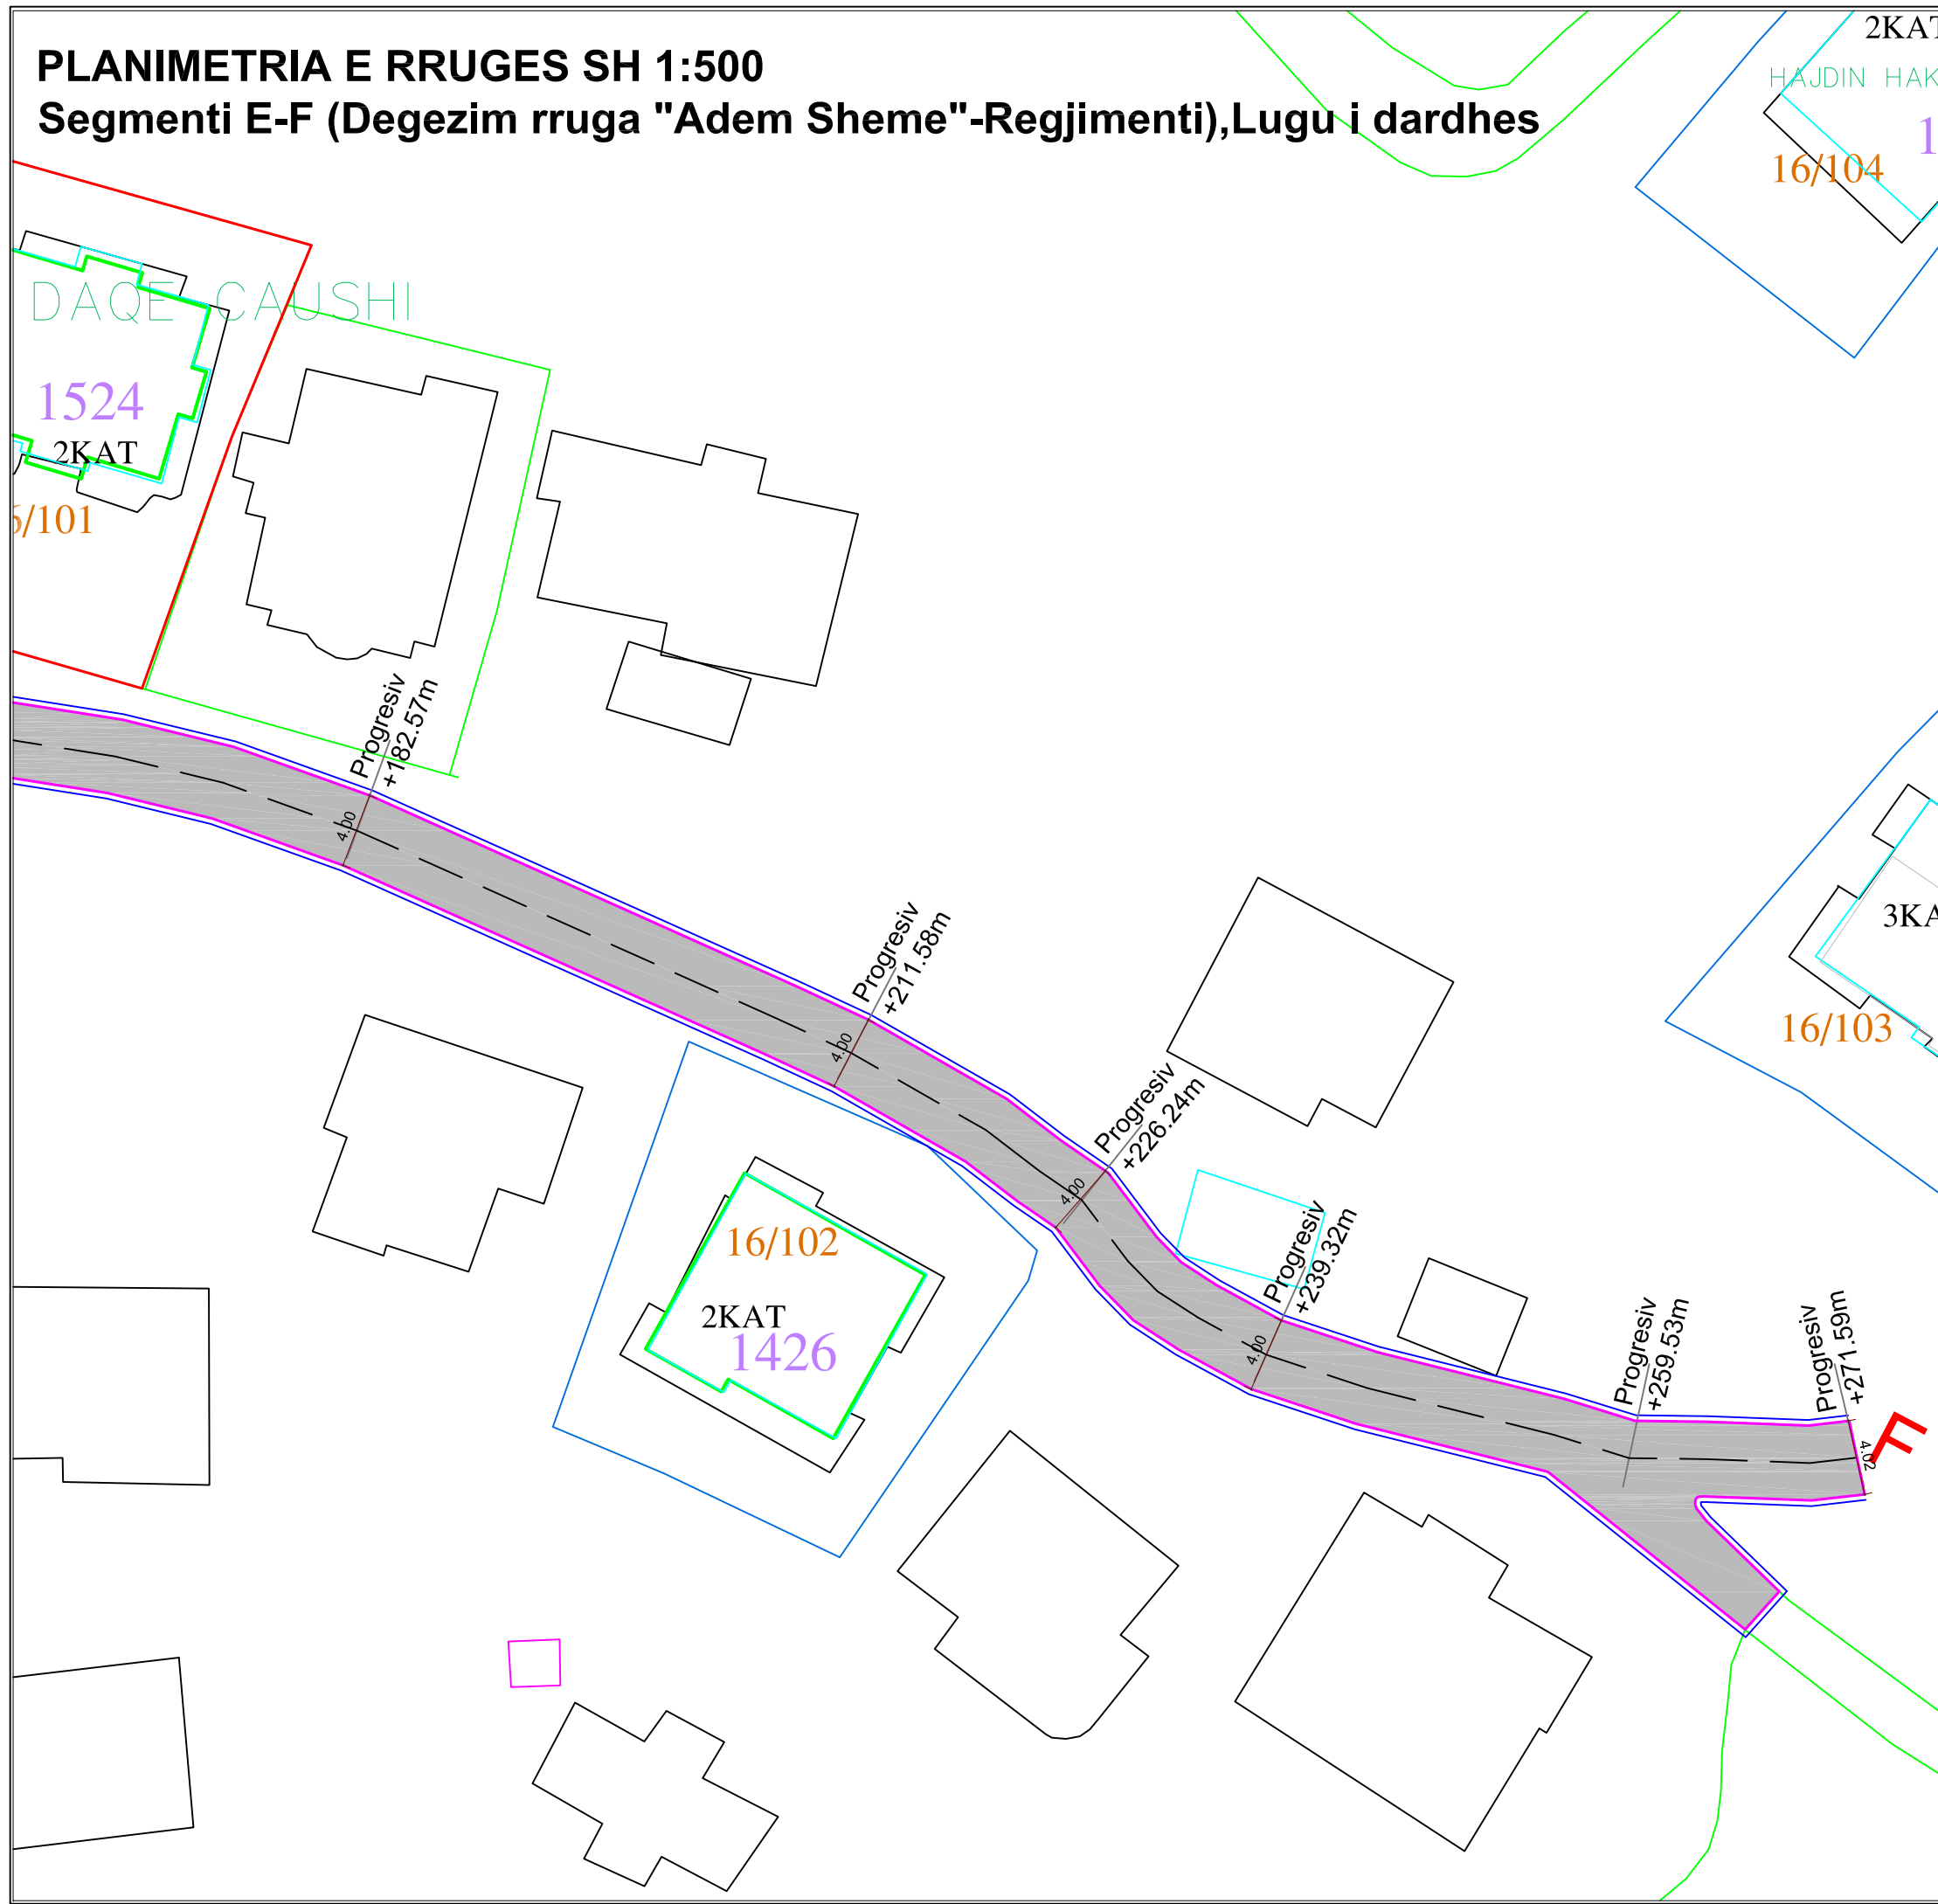 PLANIMETRIA E RRUGES SH 1:500
Segmenti E-F (Degezim rruga "Adem Sheme"-Regjimenti),Lugu i dardhes
2KAT
HAJDIN HAK
1
16/104
DAQE CAUSHI
1524
2KAT
6/101
Progresiv
+182.57m
4.00
Progresiv
+211.58m
4.00
3KA
16/103
Progresiv
+226.24m
4.00
16/102
2KAT
1426
Progresiv
+239.32m
4.00
Progresiv
+259.53m
Progresiv
+271.59m
4.02
F